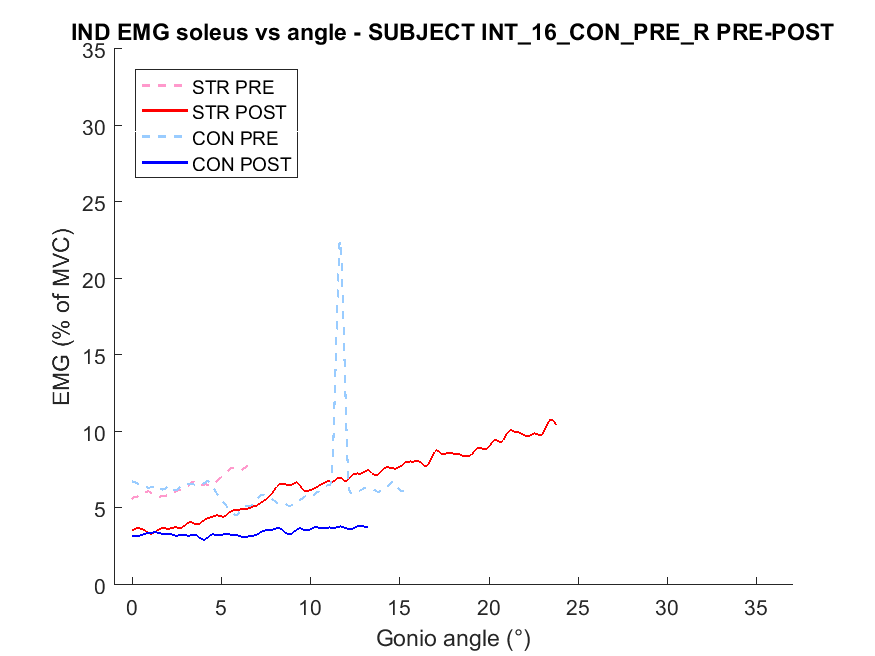 IND EMG soleus vs angle - SUBJECT INT_16_CON_PRE_R PRE-POST
35
30
25
20
15
10
5
0
EMG (% of MVC)
STR PRE
STR POST
CON PRE
CON POST
0 5 10 15 20 25 30 35
Gonio angle (°)